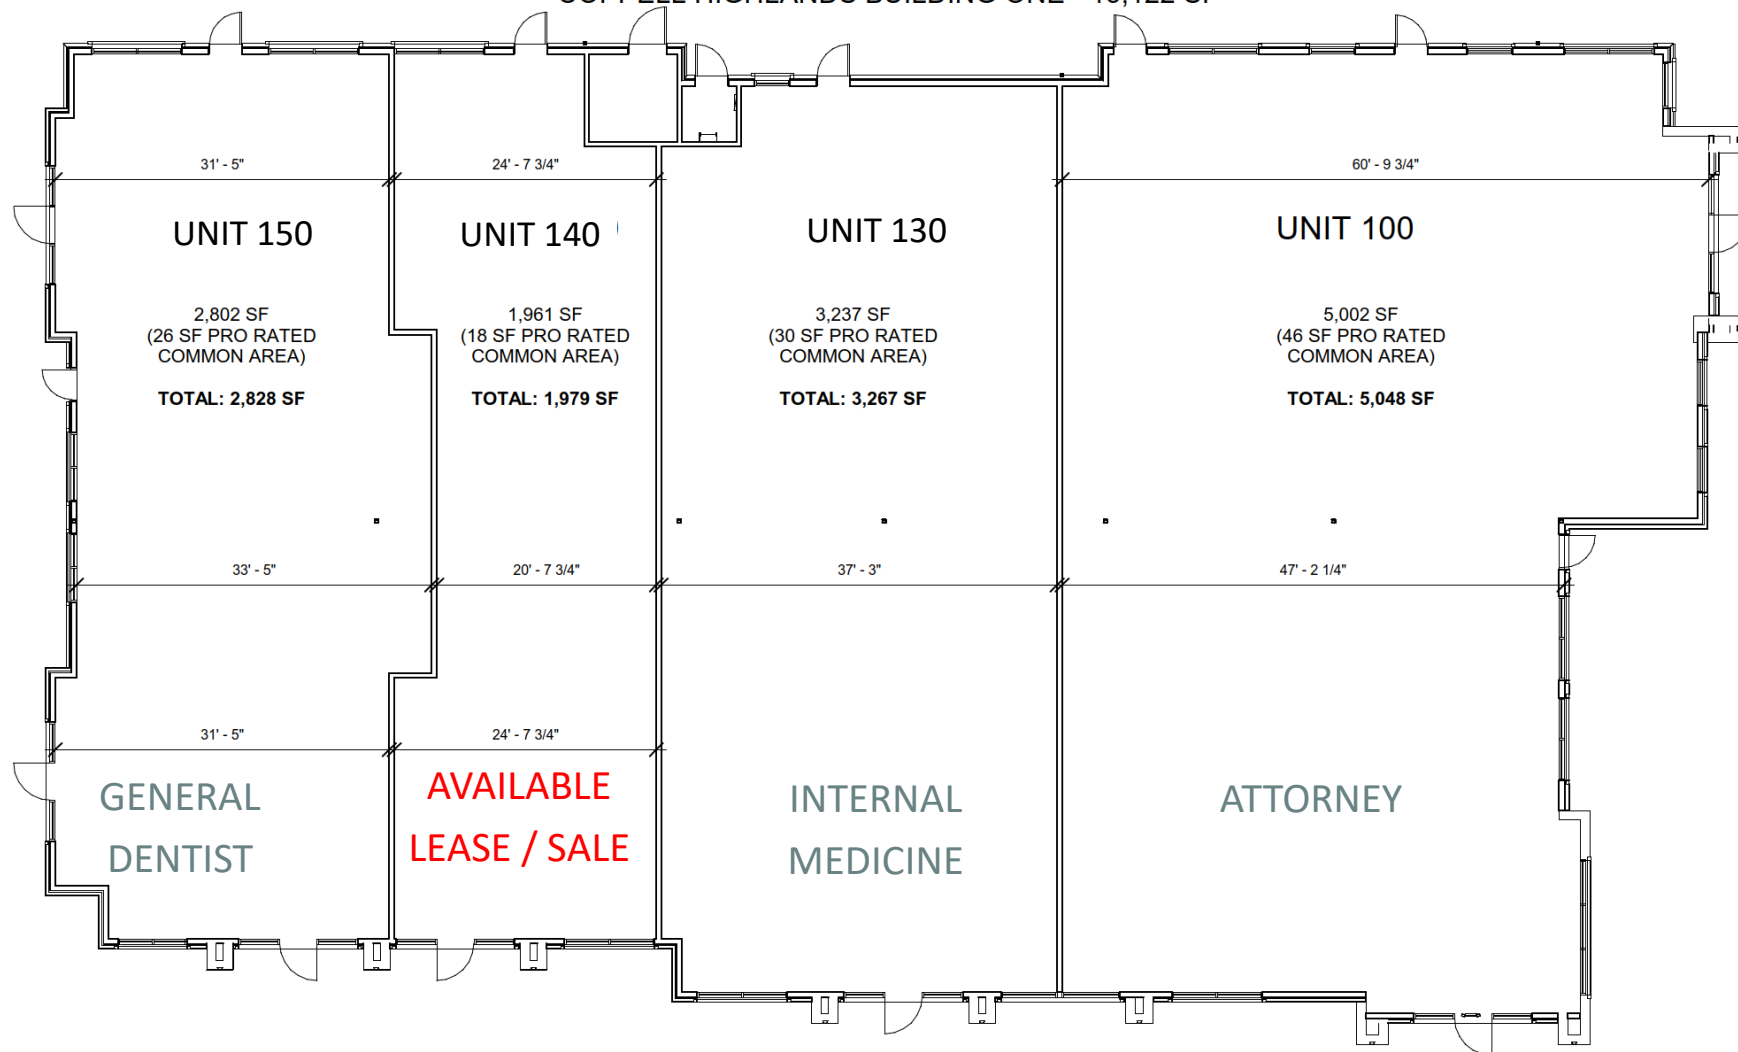 HIGHLANDS BUILDING ONE
31' - 5"
24' - 7 3/4"
60' - 9 3/4"
UNIT 150
UNIT 140
UNIT 130
UNIT 100
2,802 SF
(26 SF PRO RATED
COMMON AREA)
TOTAL: 2,828 SF
1,961 SF
(18 SF PRO RATED
COMMON AREA)
TOTAL: 1,979 SF
3,237 SF
(30 SF PRO RATED
COMMON AREA)
TOTAL: 3,267 SF
5,002 SF
(46 SF PRO RATED
COMMON AREA)
TOTAL: 5,048 SF
33' - 5"
20' - 7 3/4"
37' - 3"
47' - 2 1/4"
31' - 5"
24' - 7 3/4"
GENERAL
DENTIST
AVAILABLE
LEASE / SALE
INTERNAL
MEDICINE
ATTORNEY